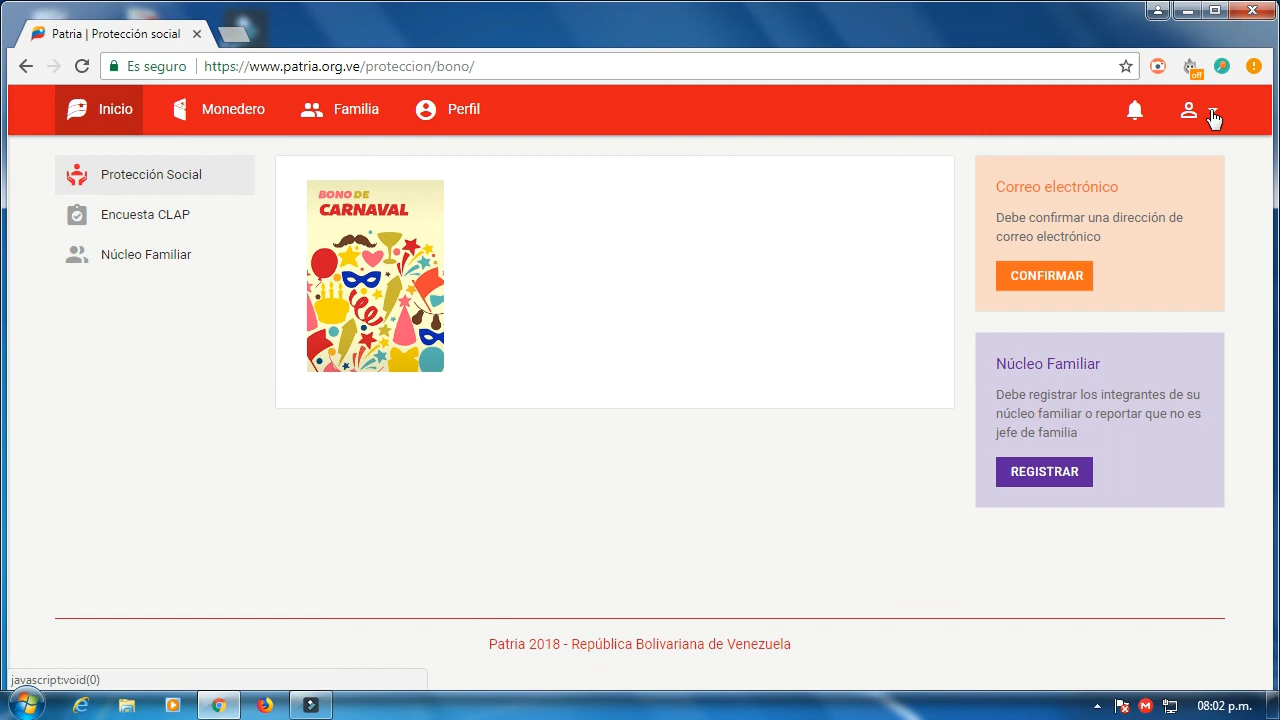 Patria | Protección social
Es seguro
https://www.patria.org.ve/proteccion/bono/
off
Inicio
Monedero
Familia
Perfil
Protección Social
Encuesta CLAP
Núcleo Familiar
BONO DE
CARNAVAL
Correo electrónico
Debe confirmar una dirección de
correo electrónico
CONFIRMAR
Núcleo Familiar
Debe registrar los integrantes de su
núcleo familiar o reportar que no es
jefe de familia
REGISTRAR
Patria 2018 - República Bolivariana de Venezuela
javascript:void(0)
08:02 p.m.